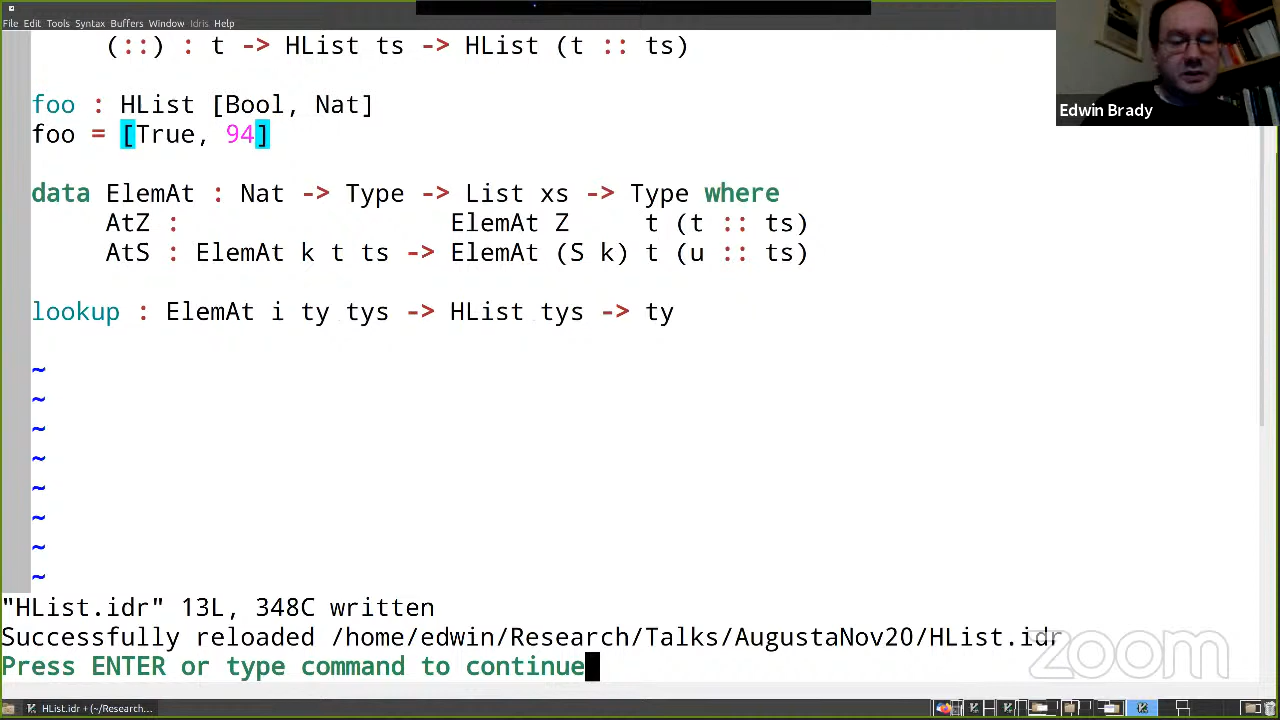 File Edit Tools Syntax Buffers Window Idris Help
(::) : t -> HList ts -> HList (t :: ts)
foo : HList [Bool, Nat]
foo = [True, 94]
Edwin Brady
data ElemAt : Nat -> Type -> List xs -> Type where
AtZ : ElemAt Z t (t :: ts)
AtS : ElemAt k t ts -> ElemAt (S k) t (u :: ts)
lookup : ElemAt i ty tys -> HList tys -> ty
~
~
~
~
~
~
~
~
"HList.idr" 13L, 348C written
Successfully reloaded /home/edwin/Research/Talks/AugustaNov20/HList.idr
Press ENTER or type command to continue
zoom
HList.idr + (~/Research...